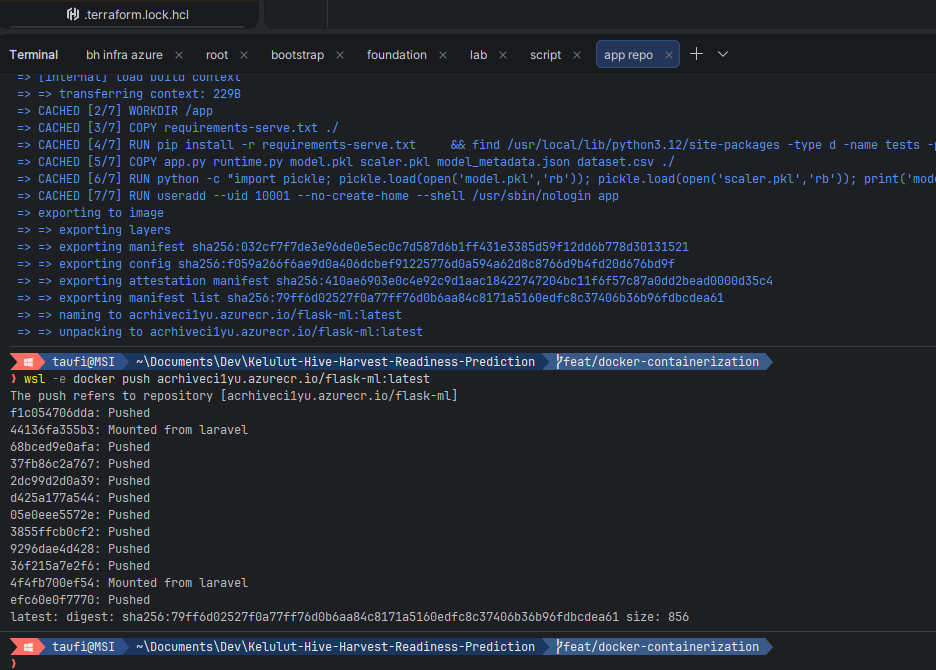 .terraform.lock.hcl
Terminal bh infra azure × root × bootstrap × foundation × lab × script × app repo ×
=> [internal] load build context
=> => transferring context: 229B
=> CACHED [2/7] WORKDIR /app
=> CACHED [3/7] COPY requirements-serve.txt ./
=> CACHED [4/7] RUN pip install -r requirements-serve.txt     && find /usr/local/lib/python3.12/site-packages -type d -name tests -
=> CACHED [5/7] COPY app.py runtime.py model.pkl scaler.pkl model_metadata.json dataset.csv ./
=> CACHED [6/7] RUN python -c "import pickle; pickle.load(open('model.pkl','rb')); pickle.load(open('scaler.pkl','rb')); print('mod
=> CACHED [7/7] RUN useradd --uid 10001 --no-create-home --shell /usr/sbin/nologin app
=> exporting to image
=> => exporting layers
=> => exporting manifest sha256:032cf7f7de3e96de0e5ec0c7d587d6b1ff431e3385d59f12dd6b778d30131521
=> => exporting config sha256:f059a266f6ae9d0a406dcbef91225776d0a594a62d8c8766d9b4fd20d676bd9f
=> => exporting attestation manifest sha256:410ae6903e0c4e92c9d1aac18422747204bc11f6f57c87a0dd2bead0000d35c4
=> => exporting manifest list sha256:79ff6d02527f0a77ff76d0b6aa84c8171a5160edfc8c37406b36b96fdbcdea61
=> => naming to acrhiveci1yu.azurecr.io/flask-ml:latest
=> => unpacking to acrhiveci1yu.azurecr.io/flask-ml:latest
taufi@MSI ~\Documents\Dev\Kelulut-Hive-Harvest-Readiness-Prediction feat/docker-containerization
❯ wsl -e docker push acrhiveci1yu.azurecr.io/flask-ml:latest
The push refers to repository [acrhiveci1yu.azurecr.io/flask-ml]
f1c054706dda: Pushed
44136fa355b3: Mounted from laravel
68bced9e0afa: Pushed
37fb86c2a767: Pushed
2dc99d2d0a39: Pushed
d425a177a544: Pushed
05e0eee5572e: Pushed
3855ffcb0cf2: Pushed
9296dae4d428: Pushed
36f215a7e2f6: Pushed
4f4fb700ef54: Mounted from laravel
efc60e0f7770: Pushed
latest: digest: sha256:79ff6d02527f0a77ff76d0b6aa84c8171a5160edfc8c37406b36b96fdbcdea61 size: 856
taufi@MSI ~\Documents\Dev\Kelulut-Hive-Harvest-Readiness-Prediction feat/docker-containerization
❯